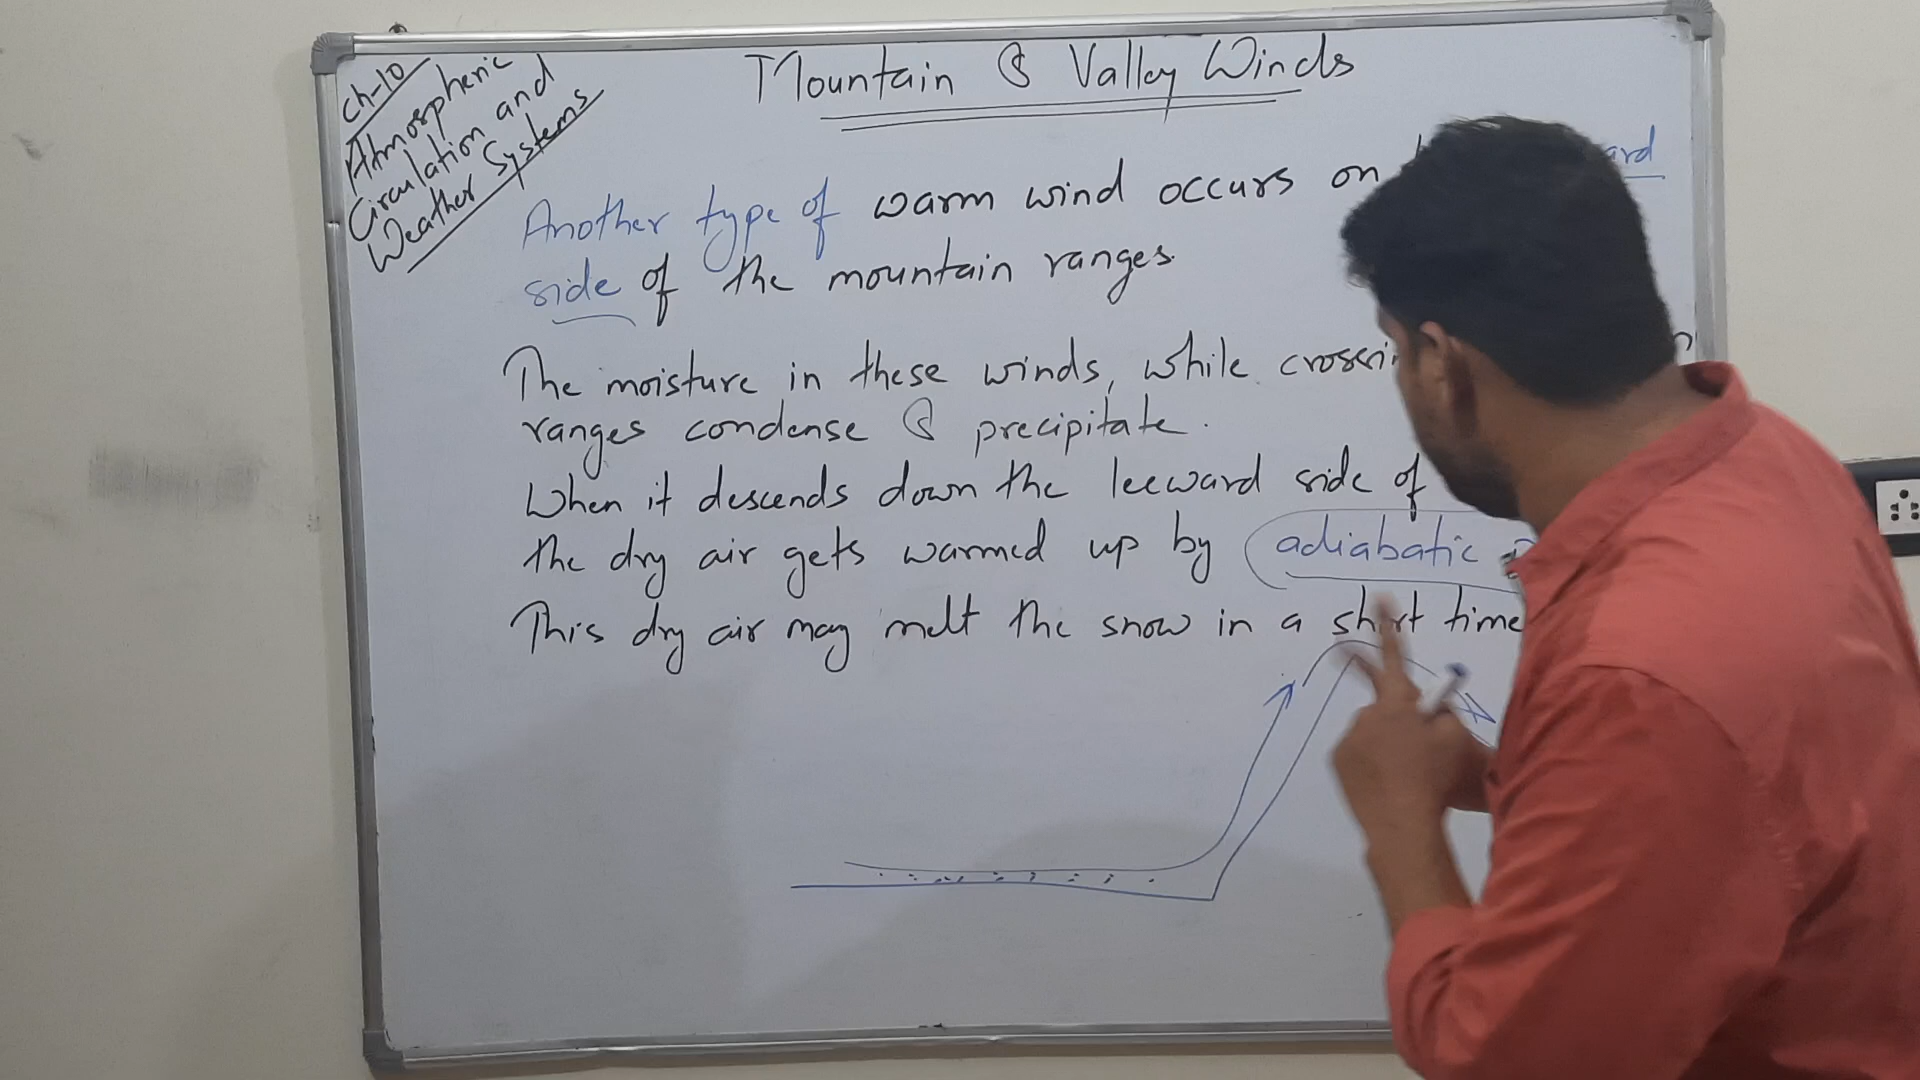 Ch-10
Atmospheric
Circulation and
Weather Systems
Mountain & Valley Winds
Another type of warm wind occurs on
side of the mountain ranges.
The moisture in these winds, while crossin
ranges condense & precipitate.
When it descends down the leeward side of
the dry air gets warmed up by adiabatic
This dry air may melt the snow in a short time